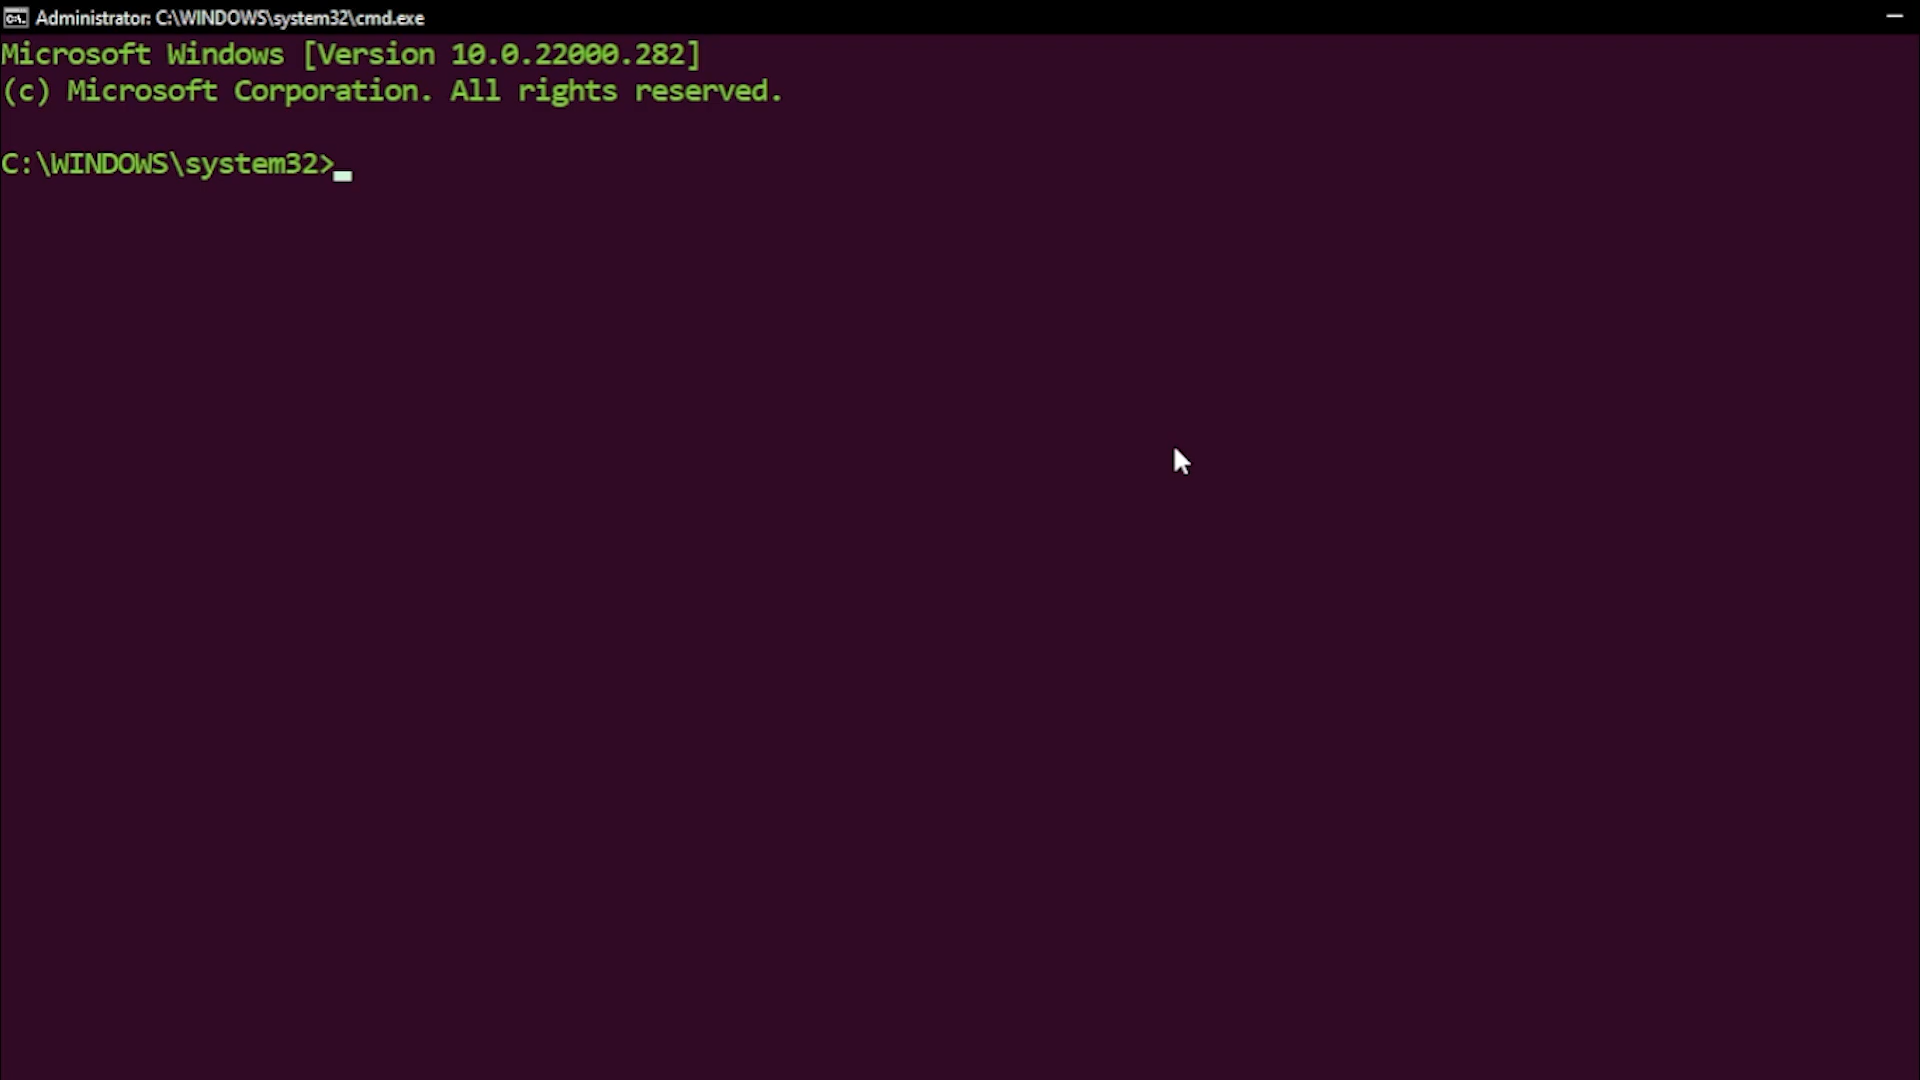 Administrator: C:\WINDOWS\system32\cmd.exe
Microsoft Windows [Version 10.0.22000.282]
(c) Microsoft Corporation. All rights reserved.
C:\WINDOWS\system32>